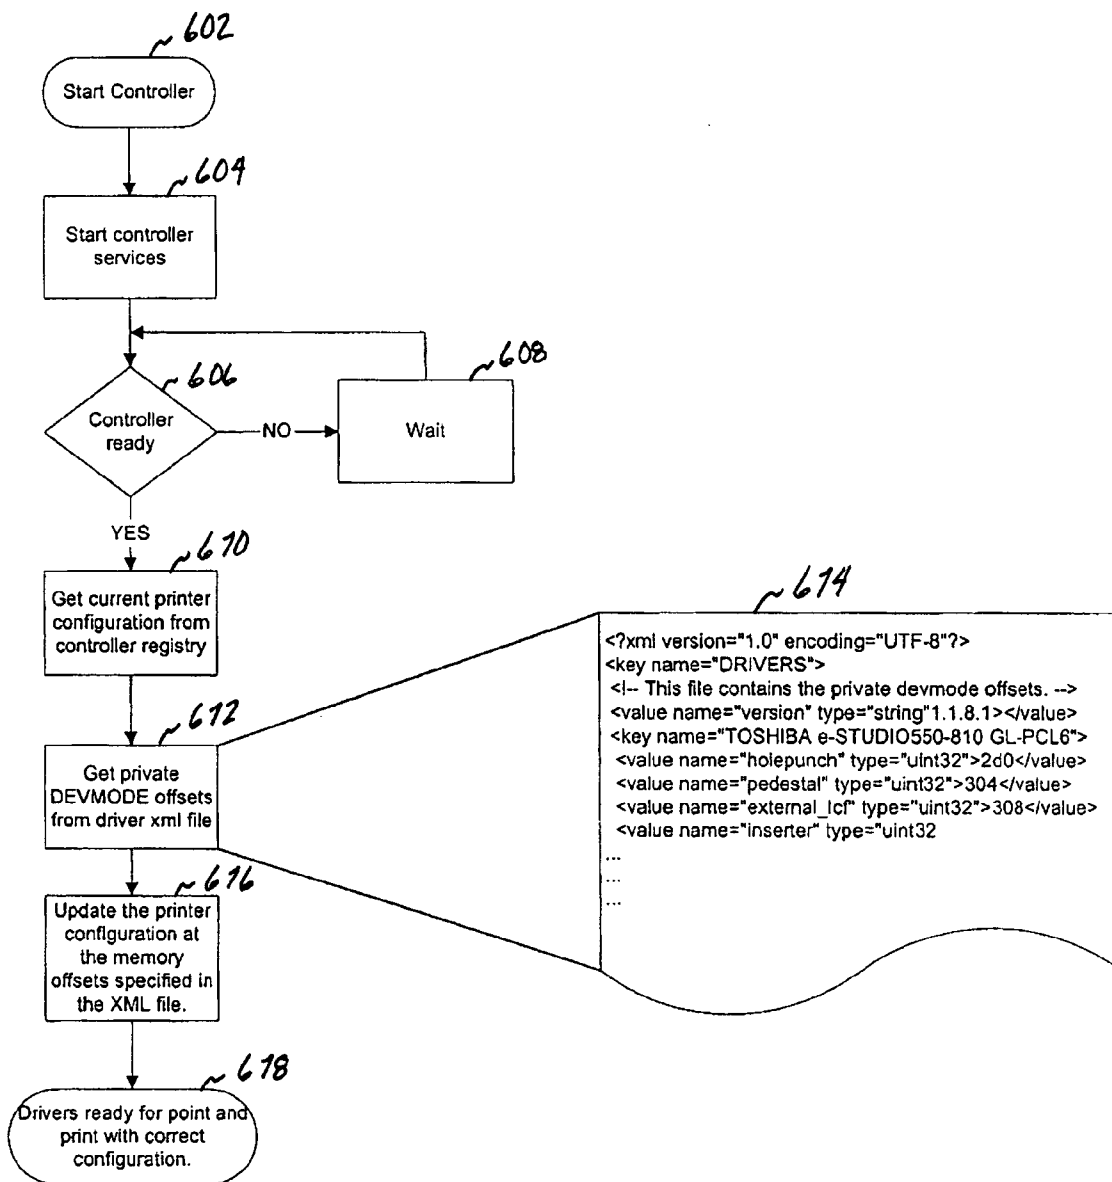 602
Start Controller
604
Start controller
services
606
Controller
ready
NO
608
Wait
YES
610
Get current printer
configuration from
controller registry
612
Get private
DEVMODE offsets
from driver xml file
614
<?xml version="1.0" encoding="UTF-8"?>
<key name="DRIVERS">
<!-- This file contains the private devmode offsets. -->
<value name="version" type="string"1.1.8.1></value>
<key name="TOSHIBA e-STUDIO550-810 GL-PCL6">
<value name="holepunch" type="uint32">2d0</value>
<value name="pedestal" type="uint32">304</value>
<value name="external_lcf" type="uint32">308</value>
<value name="inserter" type="uint32
...
...
...
616
Update the printer
configuration at
the memory
offsets specified in
the XML file.
618
Drivers ready for point and
print with correct
configuration.